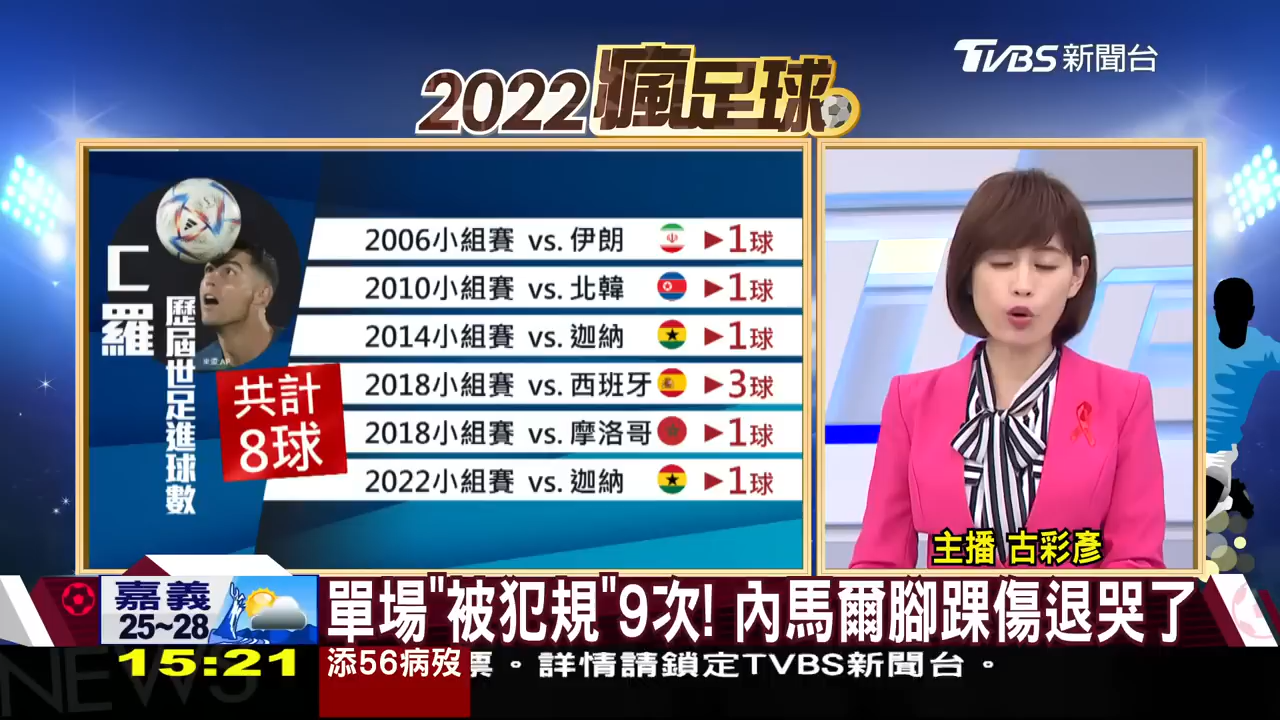 2022瘋足球
TVBS新聞台
C羅
歷屆世足進球數
共計
8球
2006小組賽 vs. 伊朗 ▶1球
2010小組賽 vs. 北韓 ▶1球
2014小組賽 vs. 迦納 ▶1球
2018小組賽 vs. 西班牙 ▶3球
2018小組賽 vs. 摩洛哥 ▶1球
2022小組賽 vs. 迦納 ▶1球
來源:AP
主播 古彩彥
嘉義
25~28
單場"被犯規"9次! 內馬爾腳踝傷退哭了
15:21
添56病歿
票。詳情請鎖定TVBS新聞台。
NEWS